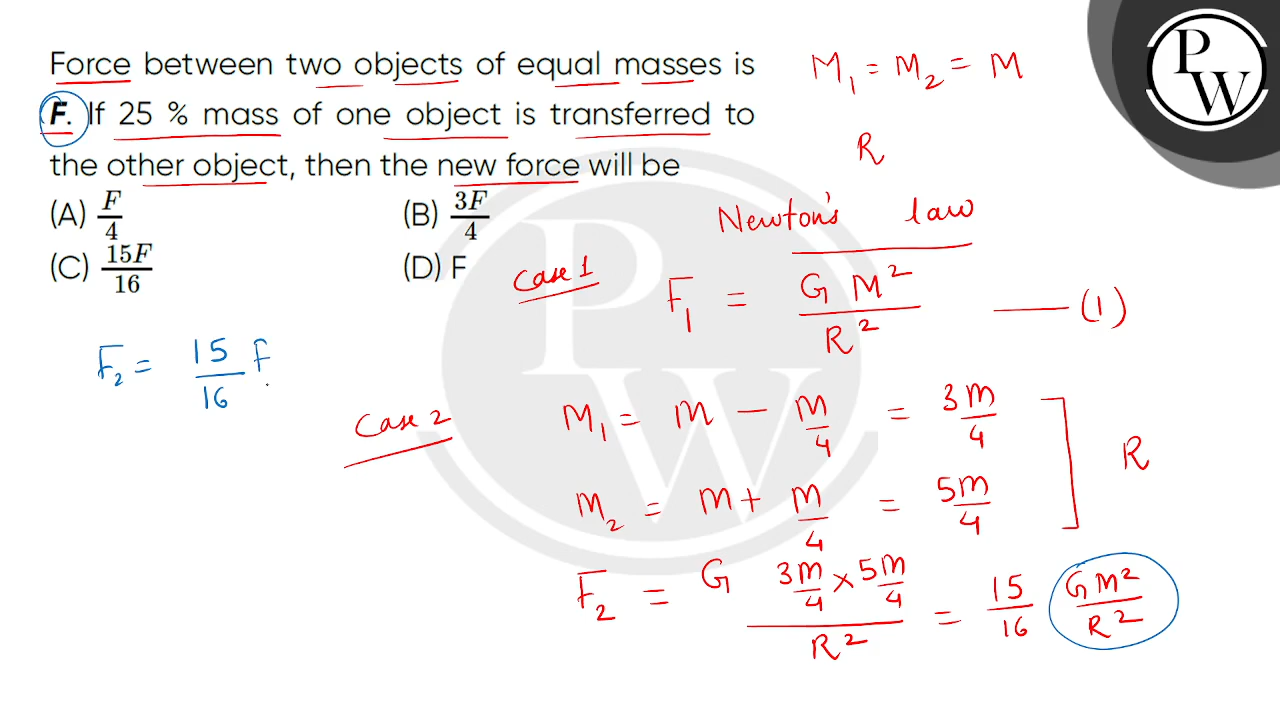 Force between two objects of equal masses is
F. If 25 % mass of one object is transferred to
the other object, then the new force will be
(A) F/4 (B) 3F/4
(C) 15F/16 (D) F
M₁ = M₂ = M
R
Newton's law
Case 1
F₁ = G M² / R² —— (1)
Case 2
M₁ = M − M/4 = 3M/4
M₂ = M + M/4 = 5M/4
R
F₂ = G 3M/4 × 5M/4 / R² = 15/16 GM²/R²
F₂ = 15/16 F
P
W
P
W